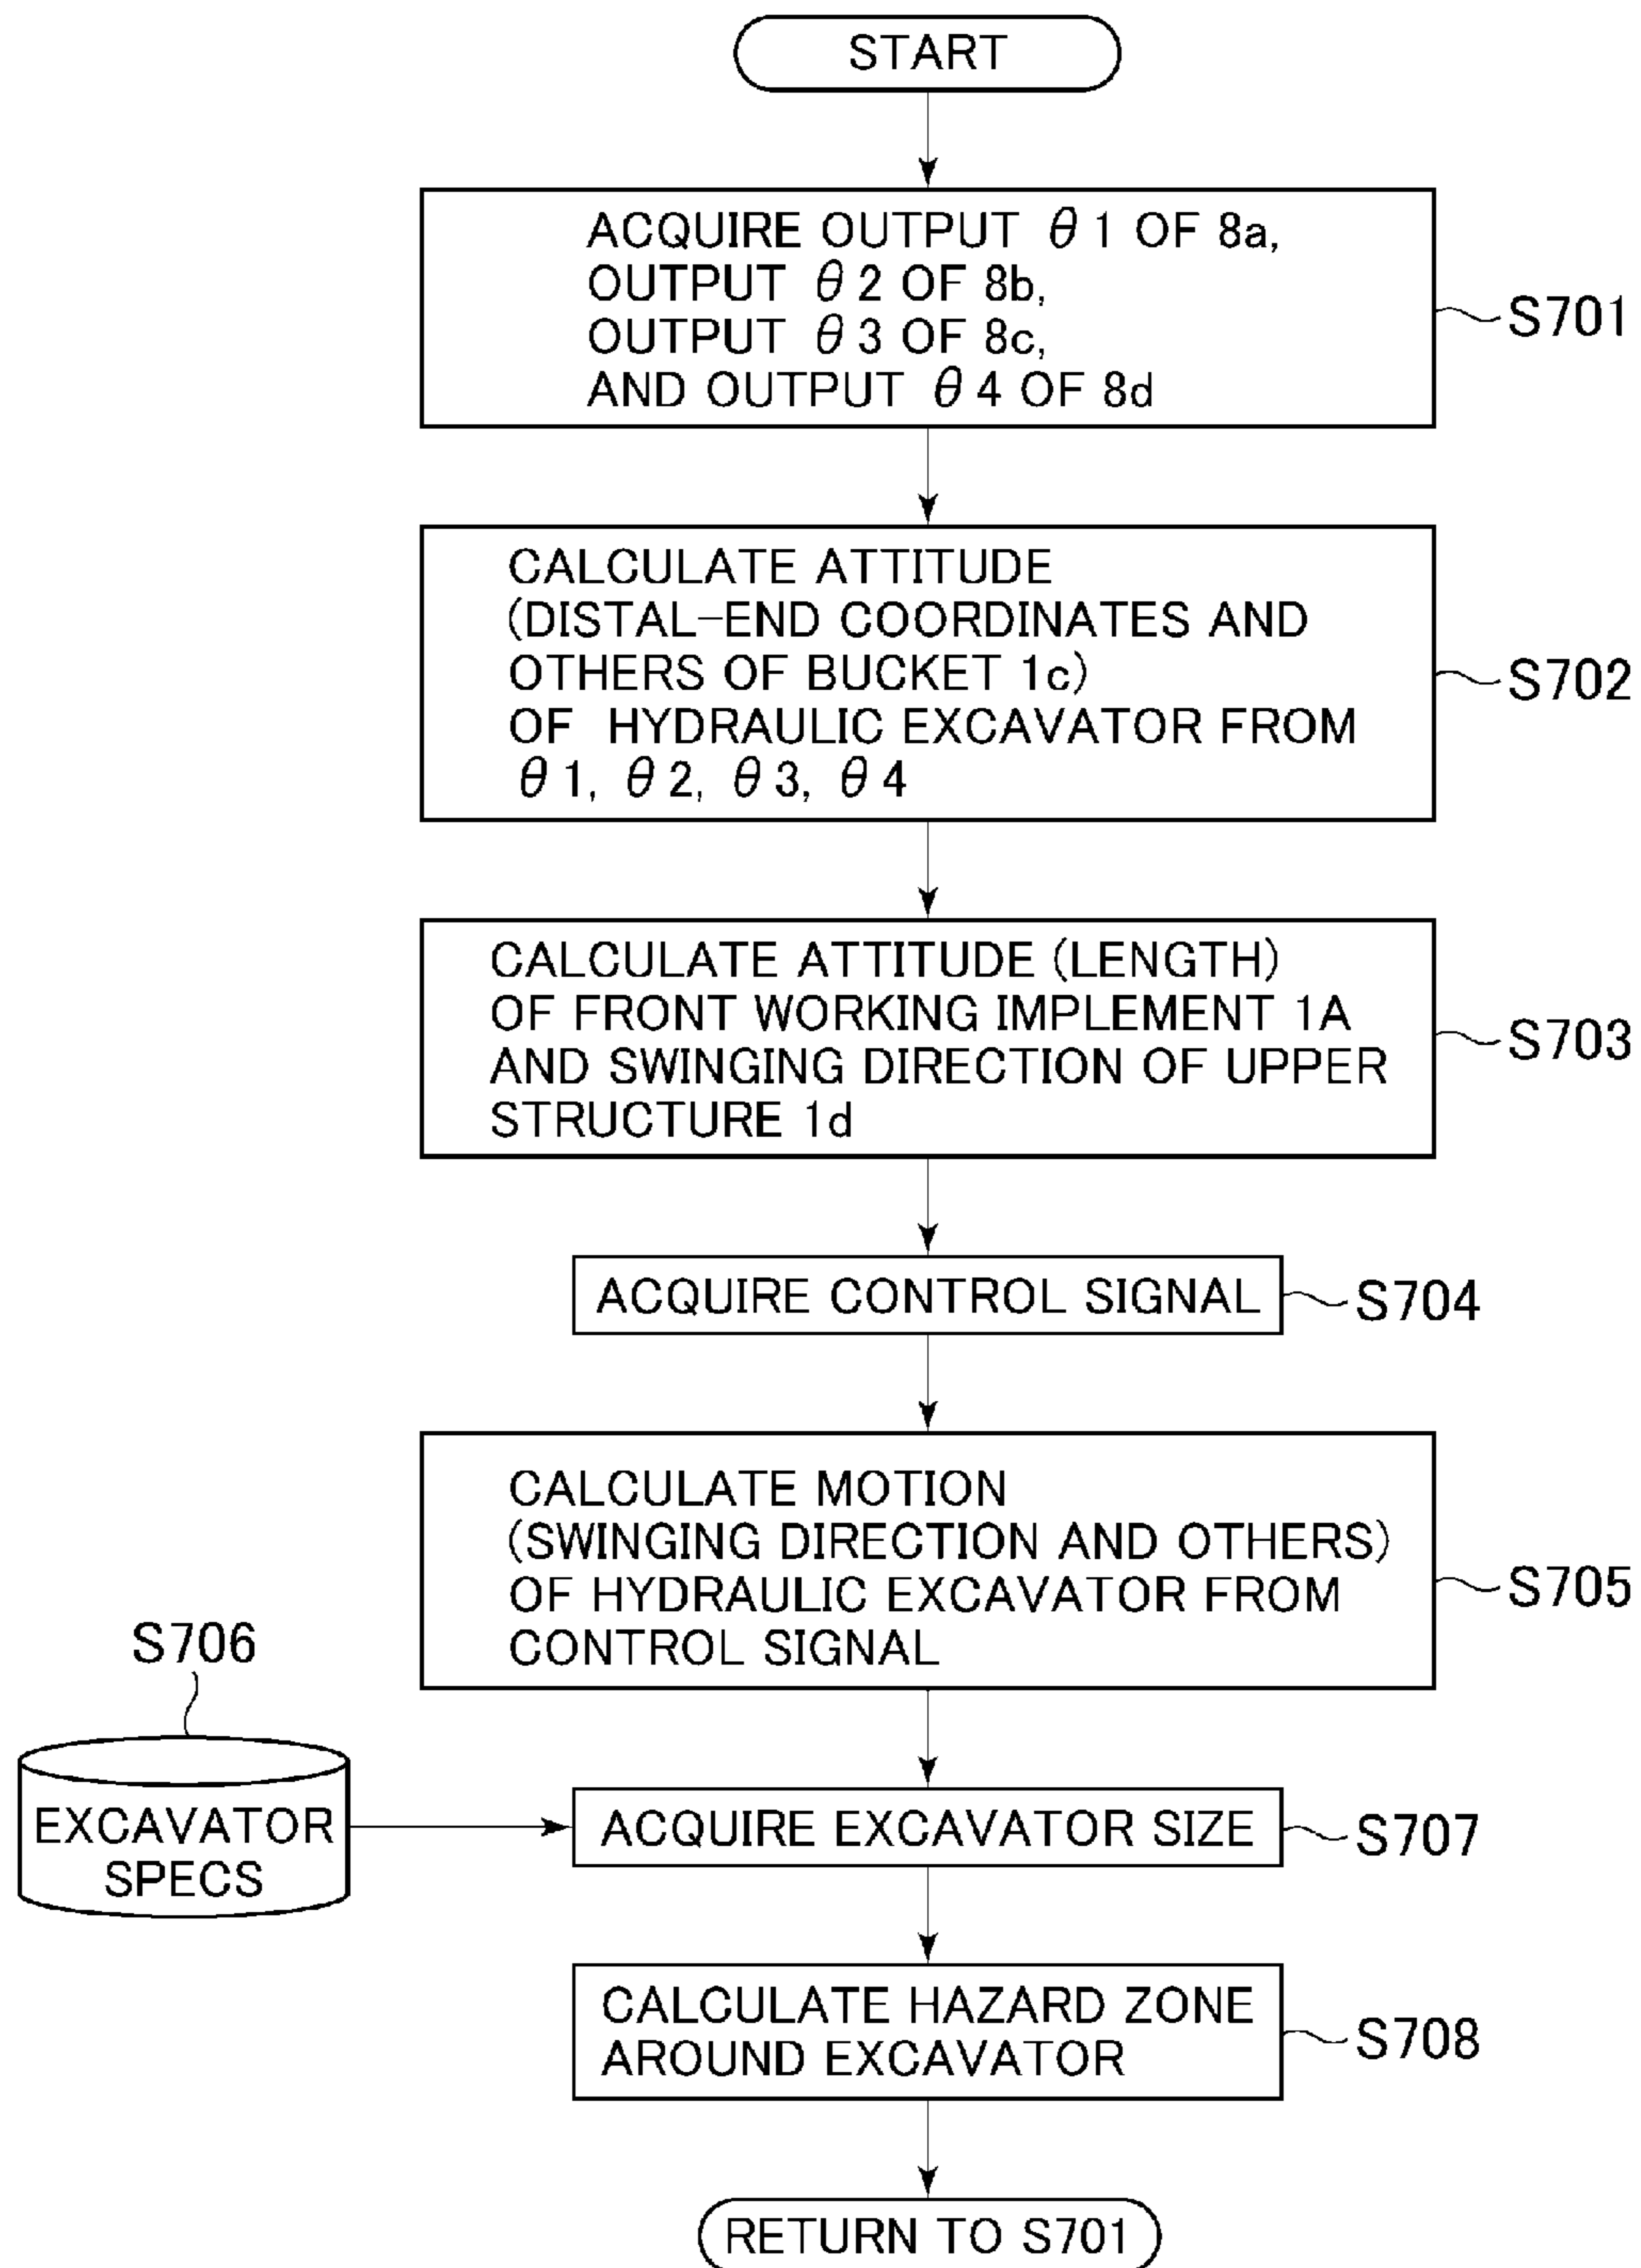 START
ACQUIRE OUTPUT θ1 OF 8a,
OUTPUT θ2 OF 8b,
OUTPUT θ3 OF 8c,
AND OUTPUT θ4 OF 8d
S701
CALCULATE ATTITUDE
(DISTAL-END COORDINATES AND
OTHERS OF BUCKET 1c)
OF HYDRAULIC EXCAVATOR FROM
θ1, θ2, θ3, θ4
S702
CALCULATE ATTITUDE (LENGTH)
OF FRONT WORKING IMPLEMENT 1A
AND SWINGING DIRECTION OF UPPER
STRUCTURE 1d
S703
ACQUIRE CONTROL SIGNAL
S704
CALCULATE MOTION
(SWINGING DIRECTION AND OTHERS)
OF HYDRAULIC EXCAVATOR FROM
CONTROL SIGNAL
S705
S706
EXCAVATOR
SPECS
ACQUIRE EXCAVATOR SIZE
S707
CALCULATE HAZARD ZONE
AROUND EXCAVATOR
S708
RETURN TO S701